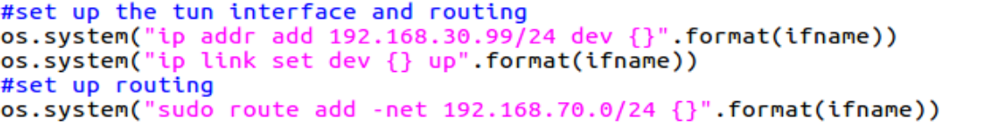 #set up the tun interface and routing
os.system("ip addr add 192.168.30.99/24 dev {}".format(ifname))
os.system("ip link set dev {} up".format(ifname))
#set up routing
os.system("sudo route add -net 192.168.70.0/24 {}".format(ifname))